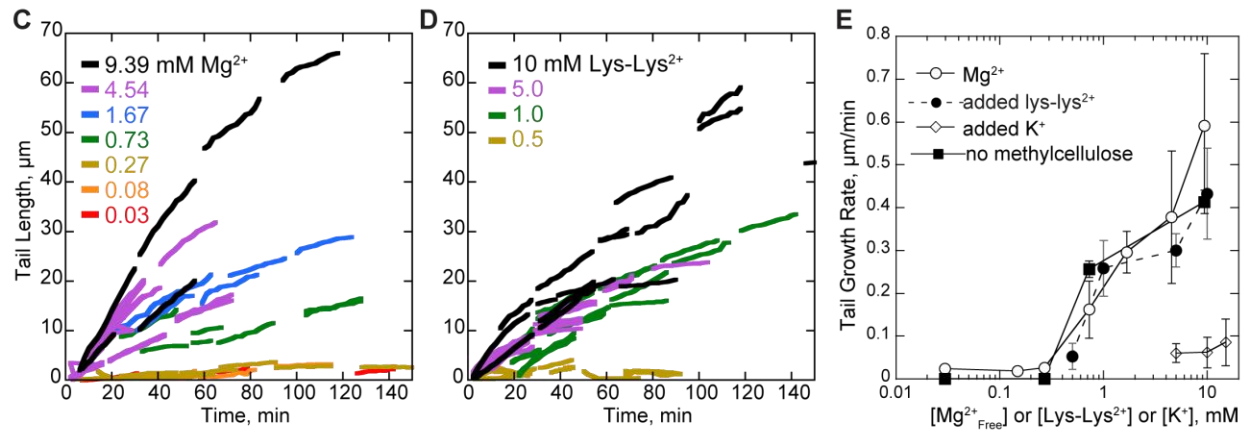 C
70
60
50
40
30
20
10
0
Tail Length, µm
9.39 mM Mg²⁺
4.54
1.67
0.73
0.27
0.08
0.03
0 20 40 60 80 100 120 140
Time, min
D
70
60
50
40
30
20
10
0
10 mM Lys-Lys²⁺
5.0
1.0
0.5
0 20 40 60 80 100 120 140
Time, min
E
0.8
0.7
0.6
0.5
0.4
0.3
0.2
0.1
0
Tail Growth Rate, µm/min
Mg²⁺
added lys-lys²⁺
added K⁺
no methylcellulose
0.01 0.1 1 10
[Mg²⁺Free] or [Lys-Lys²⁺] or [K⁺], mM